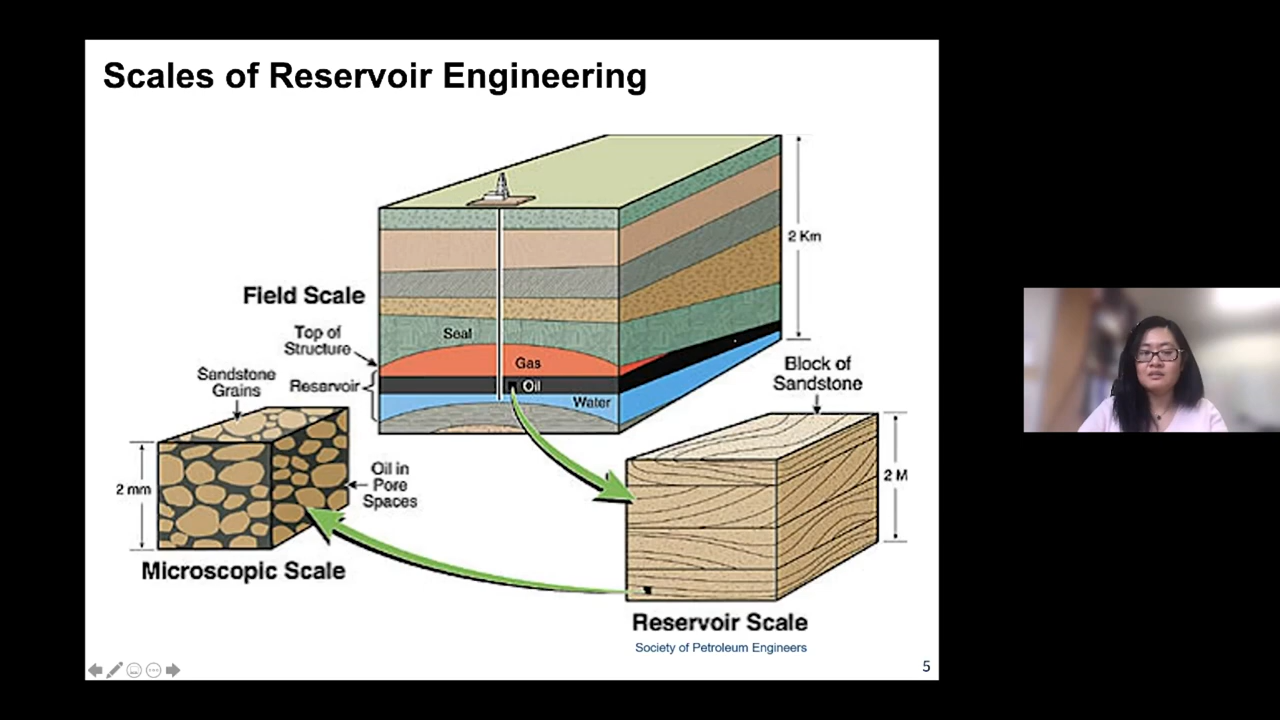 Scales of Reservoir Engineering
2 Km
Field Scale
Top of
Structure
Seal
Gas
Sandstone
Grains
Reservoir
Oil
Water
Block of
Sandstone
2 mm
Oil in
Pore
Spaces
2 M
Microscopic Scale
Reservoir Scale
Society of Petroleum Engineers
5